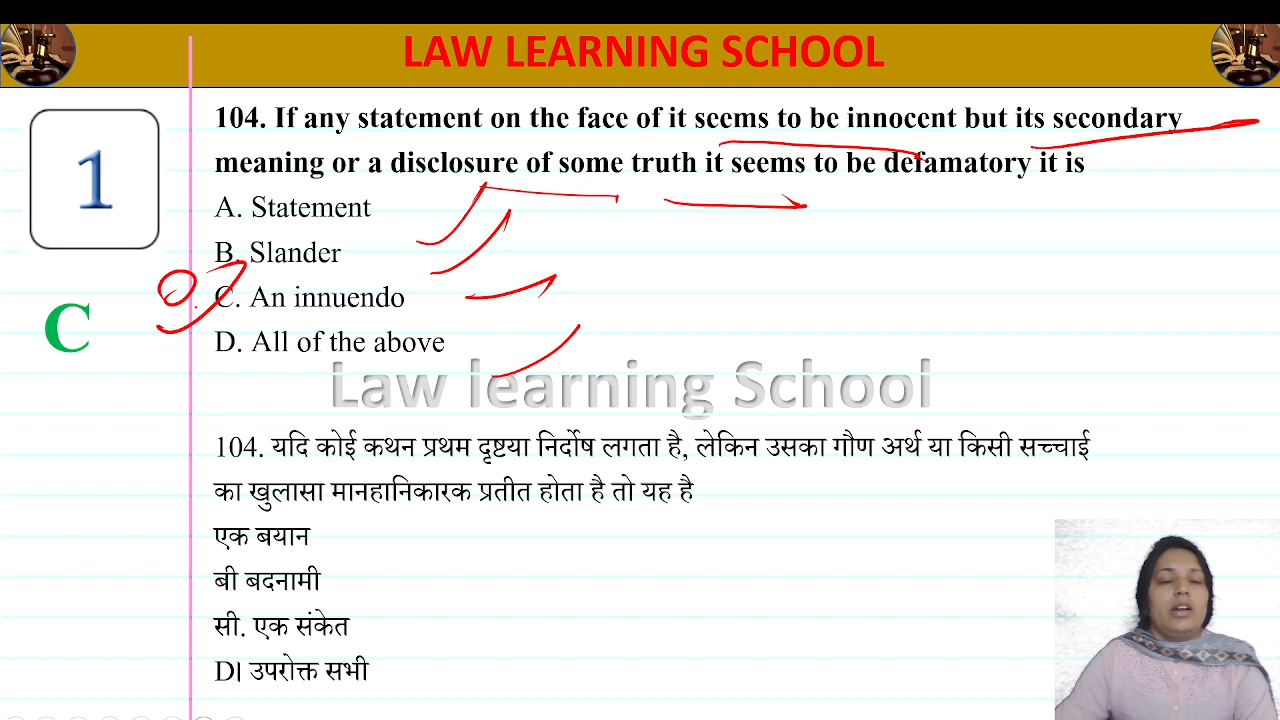 LAW LEARNING SCHOOL
1
104. If any statement on the face of it seems to be innocent but its secondary
meaning or a disclosure of some truth it seems to be defamatory it is
A. Statement
B. Slander
C. An innuendo
D. All of the above
C
Law learning School
104. यदि कोई कथन प्रथम दृष्टया निर्दोष लगता है, लेकिन उसका गौण अर्थ या किसी सच्चाई
का खुलासा मानहानिकारक प्रतीत होता है तो यह है
एक बयान
बी बदनामी
सी. एक संकेत
D। उपरोक्त सभी